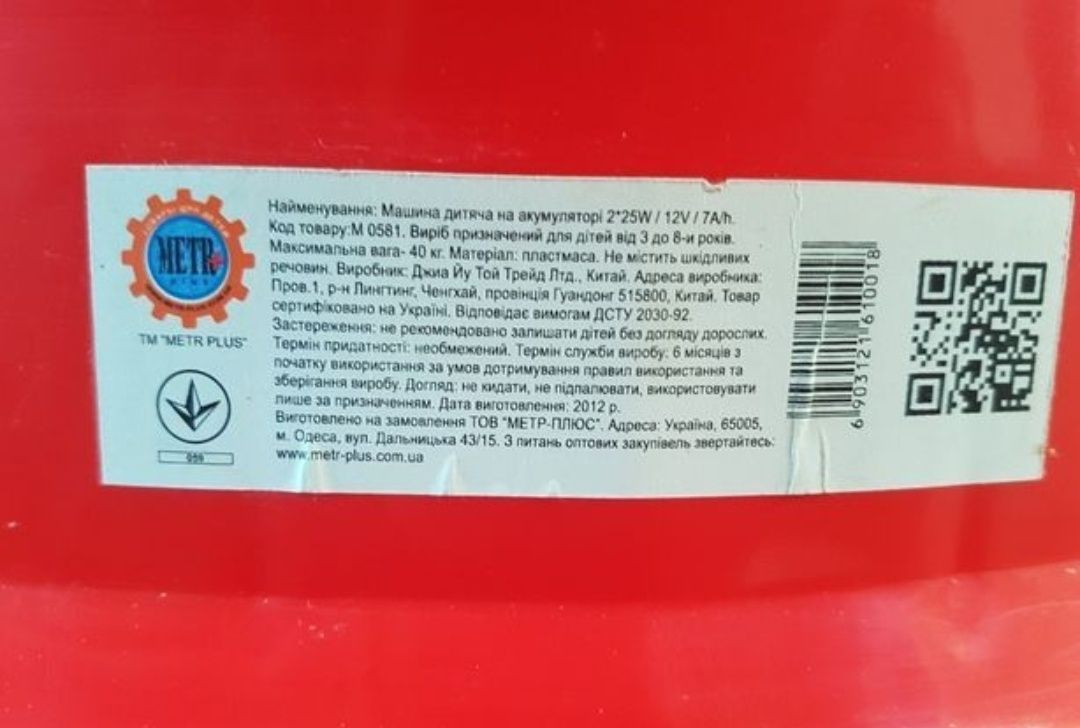 METR+
plus
ТМ "METR PLUS"
099
Найменування: Машина дитяча на акумуляторі 2*25W / 12V / 7A/h.
Код товару:М 0581. Виріб призначений для дітей від 3 до 8-и років.
Максимальна вага- 40 кг. Матеріал: пластмаса. Не містить шкідливих
речовин. Виробник: Джиа Йу Той Трейд Лтд., Китай. Адреса виробника:
Пров.1, р-н Лингтинг, Ченгхай, провінція Гуандонг 515800, Китай. Товар
сертифіковано на Україні. Відповідає вимогам ДСТУ 2030-92.
Застереження: не рекомендовано залишати дітей без догляду дорослих.
Термін придатності: необмежений. Термін служби виробу: 6 місяців з
початку використання за умов дотримування правил використання та
зберігання виробу. Догляд: не кидати, не підпалювати, використовувати
лише за призначенням. Дата виготовлення: 2012 р.
Виготовлено на замовлення ТОВ "МЕТР-ПЛЮС". Адреса: Україна, 65005,
м. Одеса, вул. Дальницька 43/15. З питань оптових закупівель звертайтесь:
www.metr-plus.com.ua
6 903121 610018